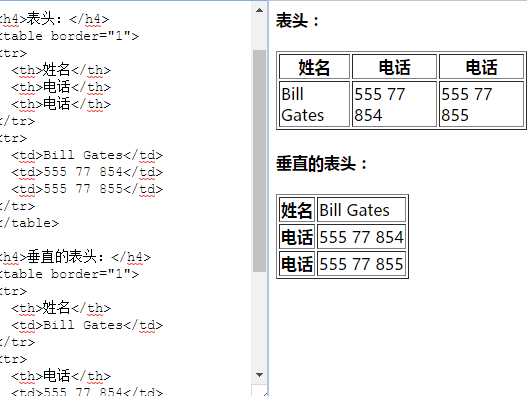 <h4>表头：</h4>
<table border="1">
<tr>
<th>姓名</th>
<th>电话</th>
<th>电话</th>
</tr>
<tr>
<td>Bill Gates</td>
<td>555 77 854</td>
<td>555 77 855</td>
</tr>
</table>
<h4>垂直的表头：</h4>
<table border="1">
<tr>
<th>姓名</th>
<td>Bill Gates</td>
</tr>
<tr>
<th>电话</th>
<td>555 77 854</td>
表头：
姓名 电话 电话
Bill 555 77 555 77
Gates 854 855
垂直的表头：
姓名 Bill Gates
电话 555 77 854
电话 555 77 855